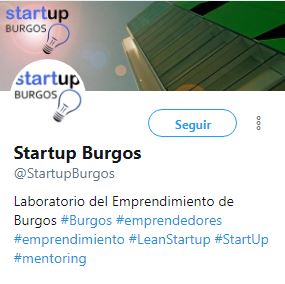 startup
BURGOS
startup
BURGOS
Seguir
Startup Burgos
@StartupBurgos
Laboratorio del Emprendimiento de
Burgos #Burgos #emprendedores
#emprendimiento #LeanStartup #StartUp
#mentoring